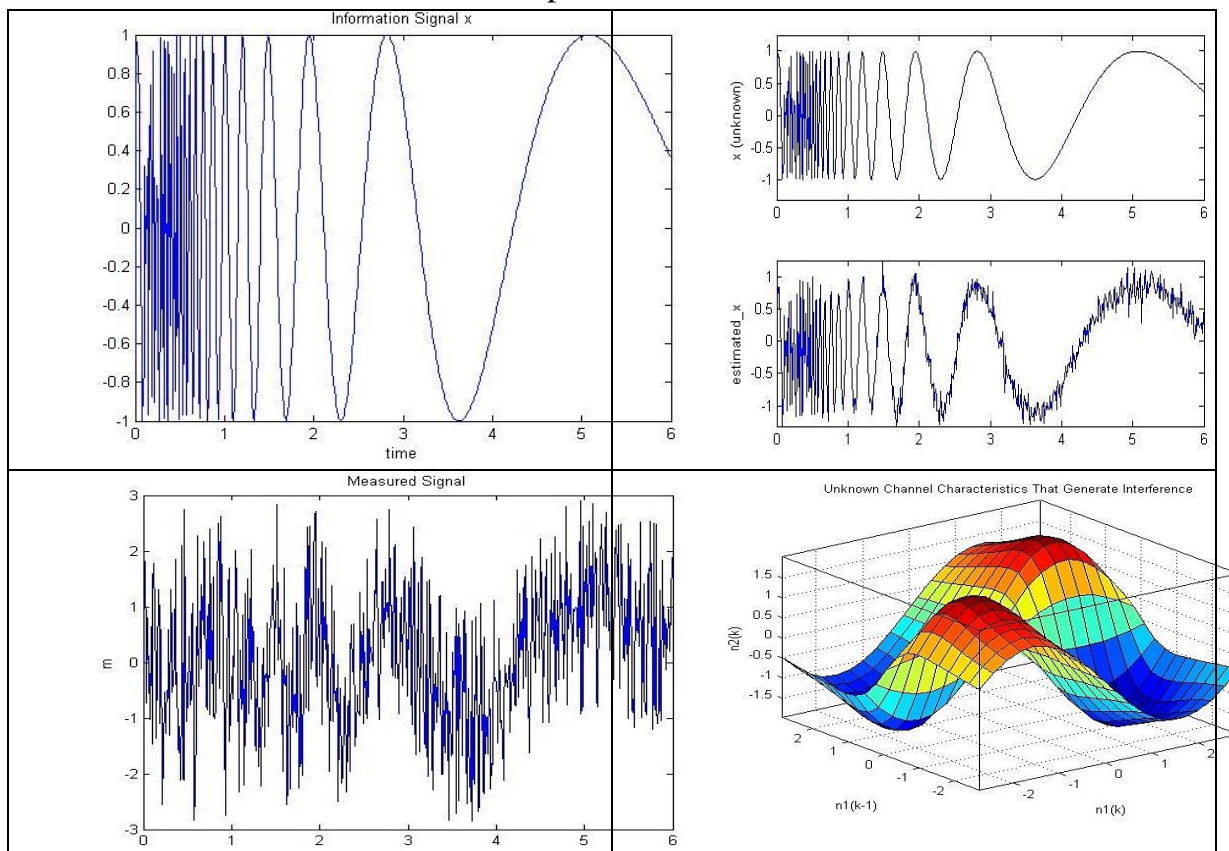 Information Signal x
1
0.8
0.6
0.4
0.2
0
-0.2
-0.4
-0.6
-0.8
-1
0 1 2 3 4 5 6
time
x (unknown)
1
0.5
0
-0.5
-1
0 1 2 3 4 5 6
estimated_x
1
0.5
0
-0.5
-1
0 1 2 3 4 5 6
Measured Signal
m
3
2
1
0
-1
-2
-3
0 1 2 3 4 5 6
Unknown Channel Characteristics That Generate Interference
n2(k)
1.5
1
0.5
0
-0.5
-1
-1.5
2 1 0 -1 -2
n1(k-1)
-2 -1 0 1 2
n1(k)